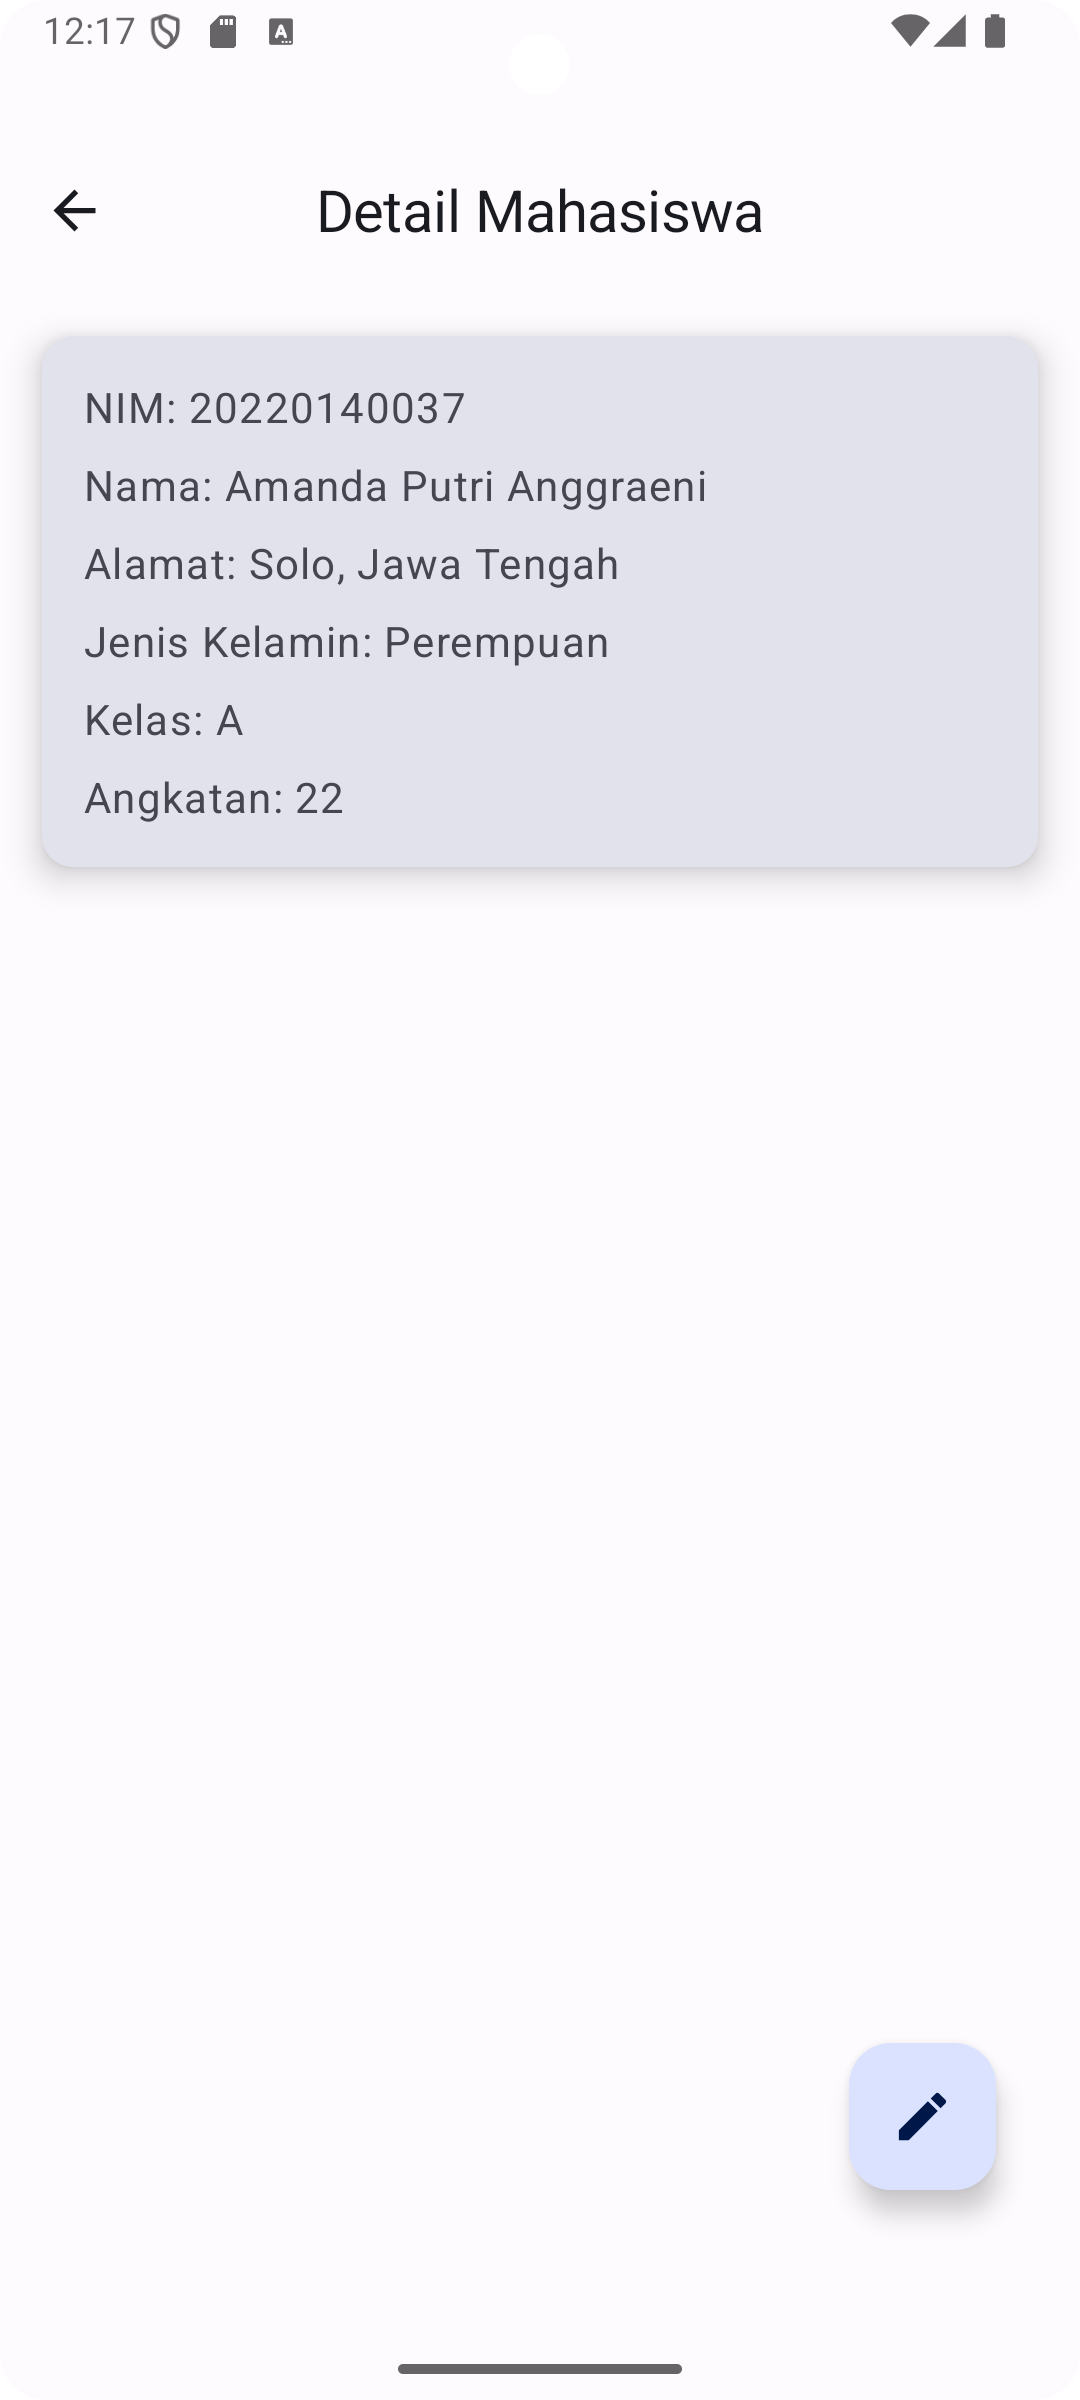 12:17
Detail Mahasiswa
NIM: 20220140037
Nama: Amanda Putri Anggraeni
Alamat: Solo, Jawa Tengah
Jenis Kelamin: Perempuan
Kelas: A
Angkatan: 22